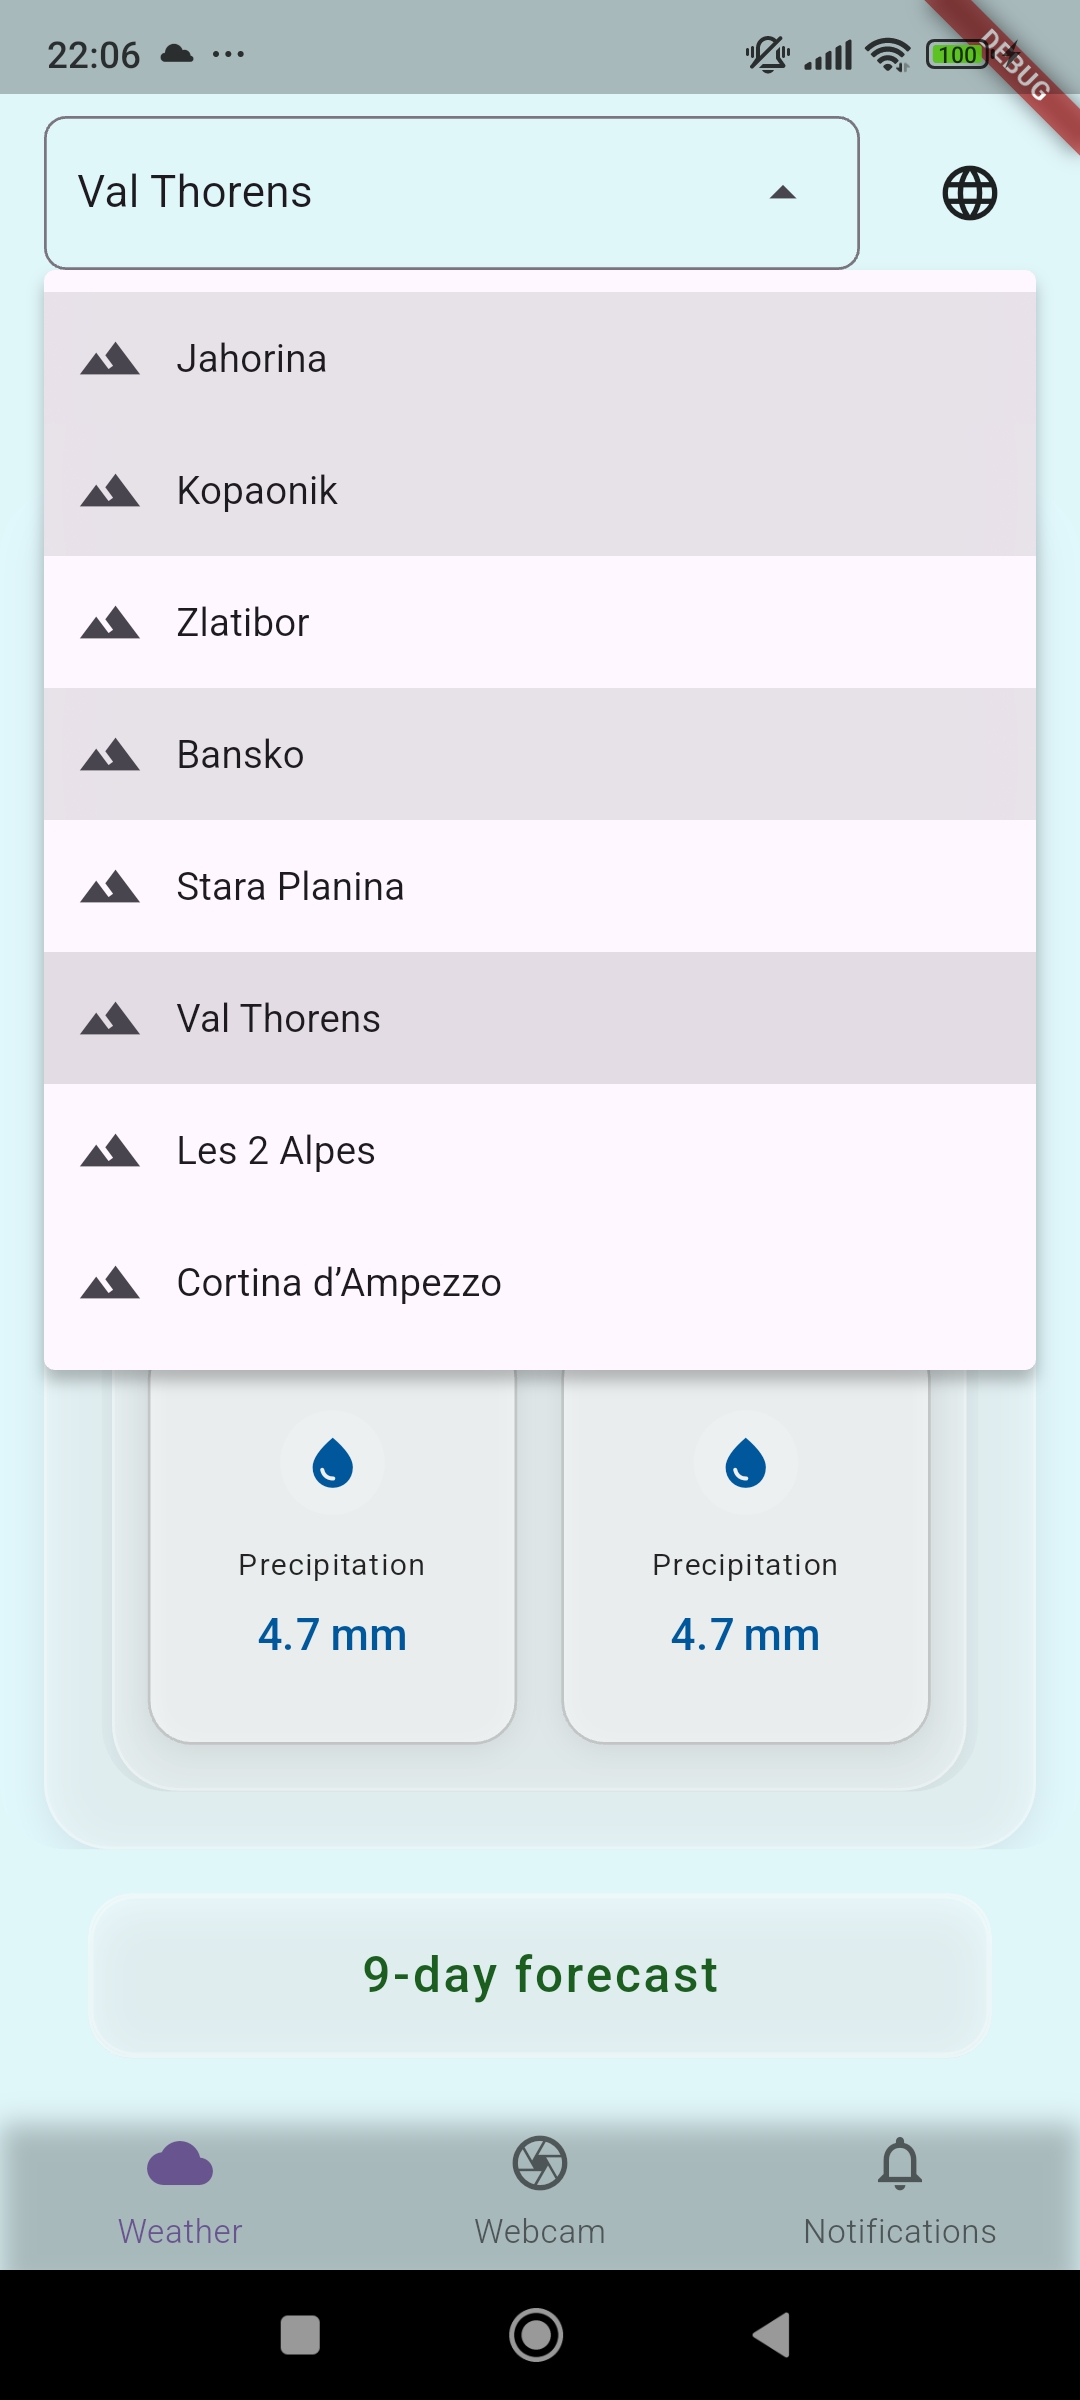 22:06
100
DEBUG
Val Thorens
Jahorina
Kopaonik
Zlatibor
Bansko
Stara Planina
Val Thorens
Les 2 Alpes
Cortina d’Ampezzo
Precipitation Precipitation
4.7 mm 4.7 mm
9-day forecast
Weather Webcam Notifications